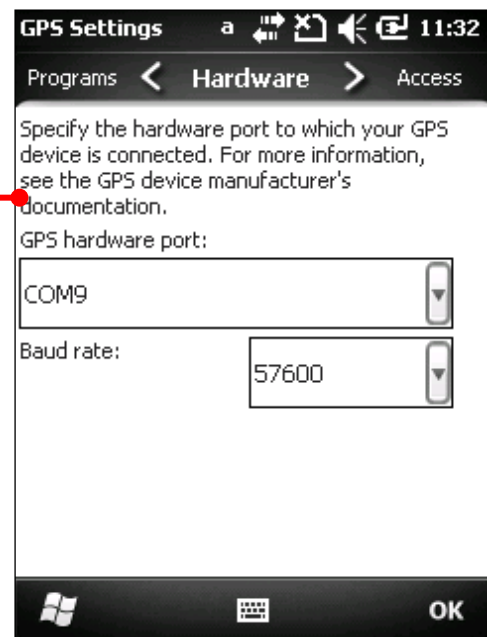 GPS Settings a 11:32
Programs < Hardware > Access
Specify the hardware port to which your GPS
device is connected. For more information,
see the GPS device manufacturer's
documentation.
GPS hardware port:
COM9
Baud rate:
57600
OK